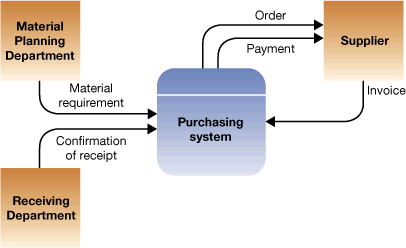 Material
Planning
Department
Order
Payment
Supplier
Material
requirement
Invoice
Purchasing
system
Confirmation
of receipt
Receiving
Department